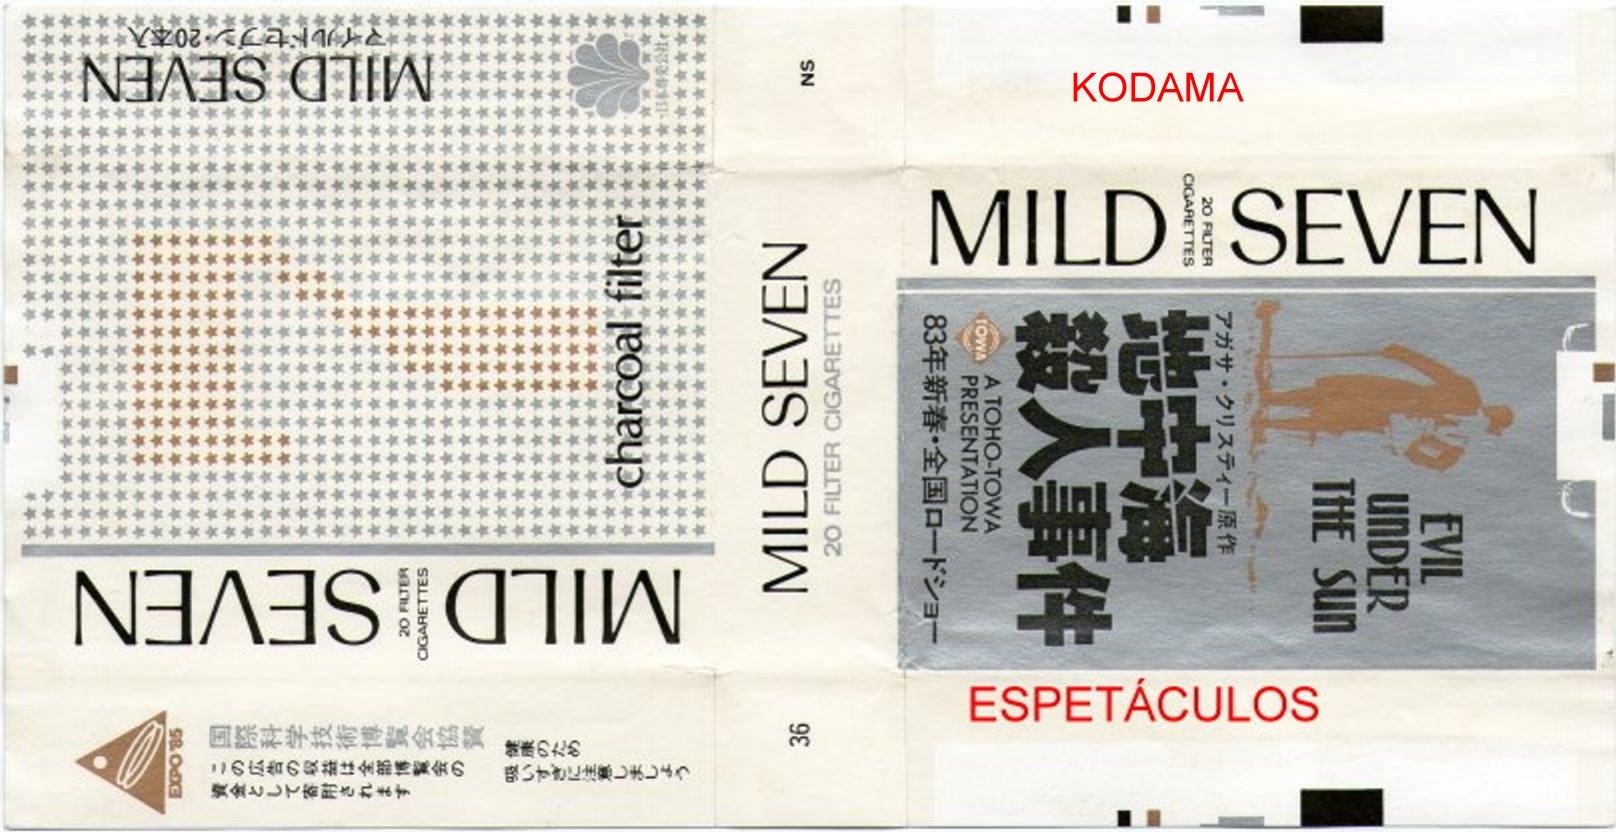 マイルドセブン・20本入
MILD SEVEN
日本専売公社
charcoal filter
MILD SEVEN
20 FILTER
CIGARETTES
EXPO'85
国際科学技術博覧会協賛
この広告の収益は全部博覧会の
資金として寄附されます
健康のため
吸いすぎに注意しましょう
NS
MILD SEVEN
20 FILTER CIGARETTES
36
KODAMA
MILD SEVEN
20 FILTER
CIGARETTES
EVIL
UNDER
THE SUN
アガサ・クリスティー原作
地中海
殺人事件
TOWA
A TOHO-TOWA
PRESENTATION
83年新春・全国ロードショー
ESPETÁCULOS